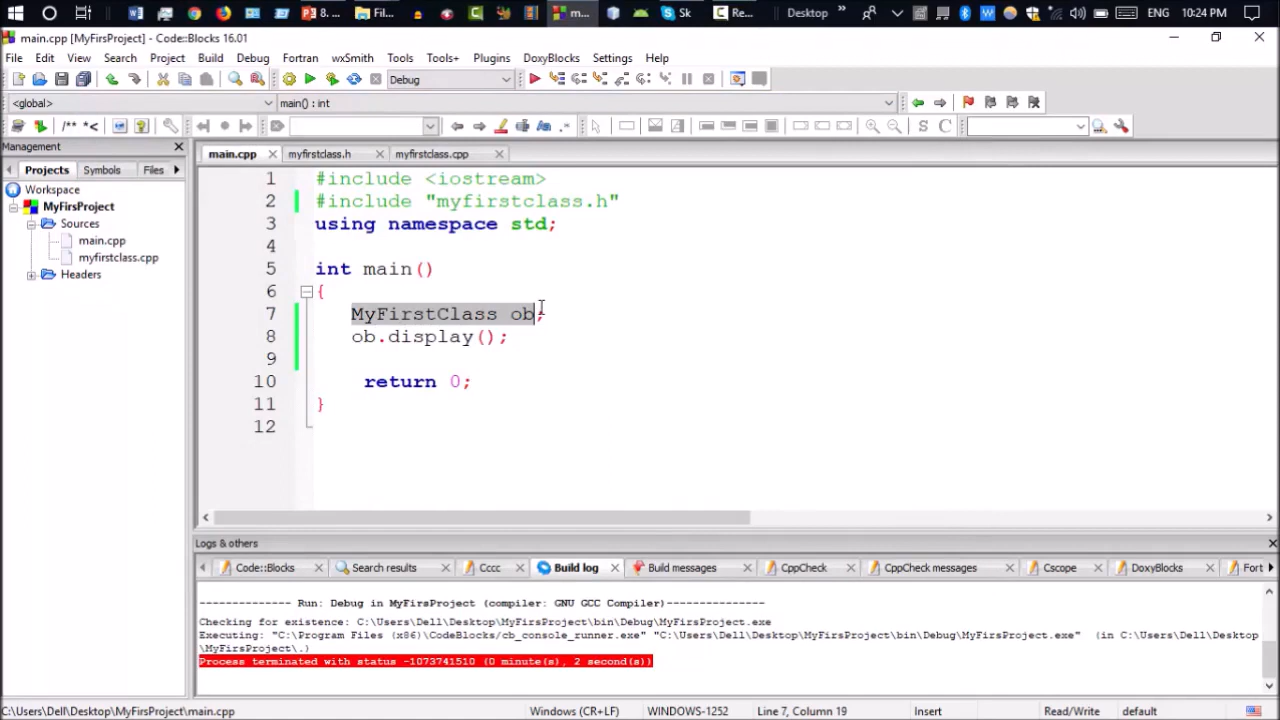 8. ...
File...
m...
Sk
Re...
Desktop
ENG
10:24 PM
main.cpp [MyFirsProject] - Code::Blocks 16.01
File Edit View Search Project Build Debug Fortran wxSmith Tools Tools+ Plugins DoxyBlocks Settings Help
Debug
<global>
main() : int
/** *<
Aa
.*
S C
Management
Projects Symbols Files
main.cpp myfirstclass.h myfirstclass.cpp
Workspace
MyFirsProject
Sources
main.cpp
myfirstclass.cpp
Headers
1 #include <iostream>
2 #include "myfirstclass.h"
3 using namespace std;
4
5 int main()
6 {
7 MyFirstClass ob;
8 ob.display();
9
10 return 0;
11 }
12
Logs & others
Code::Blocks Search results Cccc Build log Build messages CppCheck CppCheck messages Cscope DoxyBlocks Fort
-------------- Run: Debug in MyFirsProject (compiler: GNU GCC Compiler)---------------
Checking for existence: C:\Users\Dell\Desktop\MyFirsProject\bin\Debug\MyFirsProject.exe
Executing: "C:\Program Files (x86)\CodeBlocks/cb_console_runner.exe" "C:\Users\Dell\Desktop\MyFirsProject\bin\Debug\MyFirsProject.exe" (in C:\Users\Dell\Desktop
\MyFirsProject\.)
Process terminated with status -1073741510 (0 minute(s), 2 second(s))
C:\Users\Dell\Desktop\MyFirsProject\main.cpp Windows (CR+LF) WINDOWS-1252 Line 7, Column 19 Insert Read/Write default